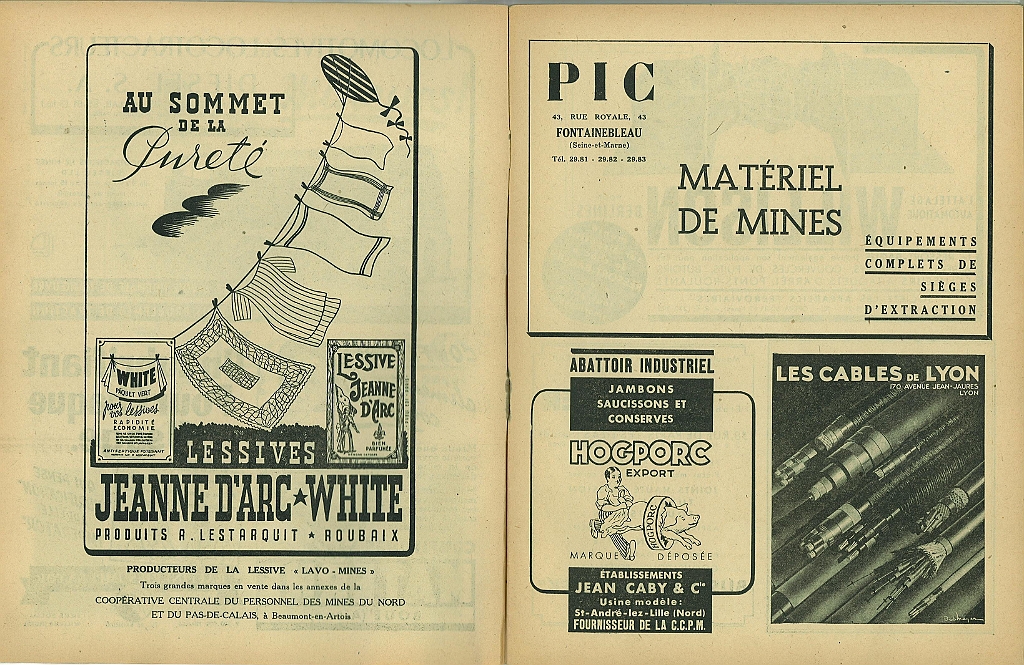 AU SOMMET
DE LA
Pureté
WHITE
PAQUET VERT
pour vos lessives
RAPIDITÉ
ÉCONOMIE
LESSIVE
JEANNE
D'ARC
BIEN
PARFUMÉE
LESSIVES
JEANNE D'ARC ★ WHITE
PRODUITS A. LESTARQUIT ★ ROUBAIX
PRODUCTEURS DE LA LESSIVE « LAVO - MINES »
Trois grandes marques en vente dans les annexes de la
COOPÉRATIVE CENTRALE DU PERSONNEL DES MINES DU NORD
ET DU PAS-DE-CALAIS, à Beaumont-en-Artois
PIC
43, RUE ROYALE, 43
FONTAINEBLEAU
(Seine-et-Marne)
Tél. 29.81 - 29.82 - 29.83
MATÉRIEL
DE MINES
ÉQUIPEMENTS
COMPLETS DE
SIÈGES
D'EXTRACTION
ABATTOIR INDUSTRIEL
JAMBONS
SAUCISSONS ET
CONSERVES
HOGPORC
EXPORT
HOGPORC
MARQUE DÉPOSÉE
ÉTABLISSEMENTS
JEAN CABY & Cie
Usine modèle:
St-André-lez-Lille (Nord)
FOURNISSEUR DE LA C.C.P.M.
LES CABLES DE LYON
170 AVENUE JEAN-JAURES
LYON